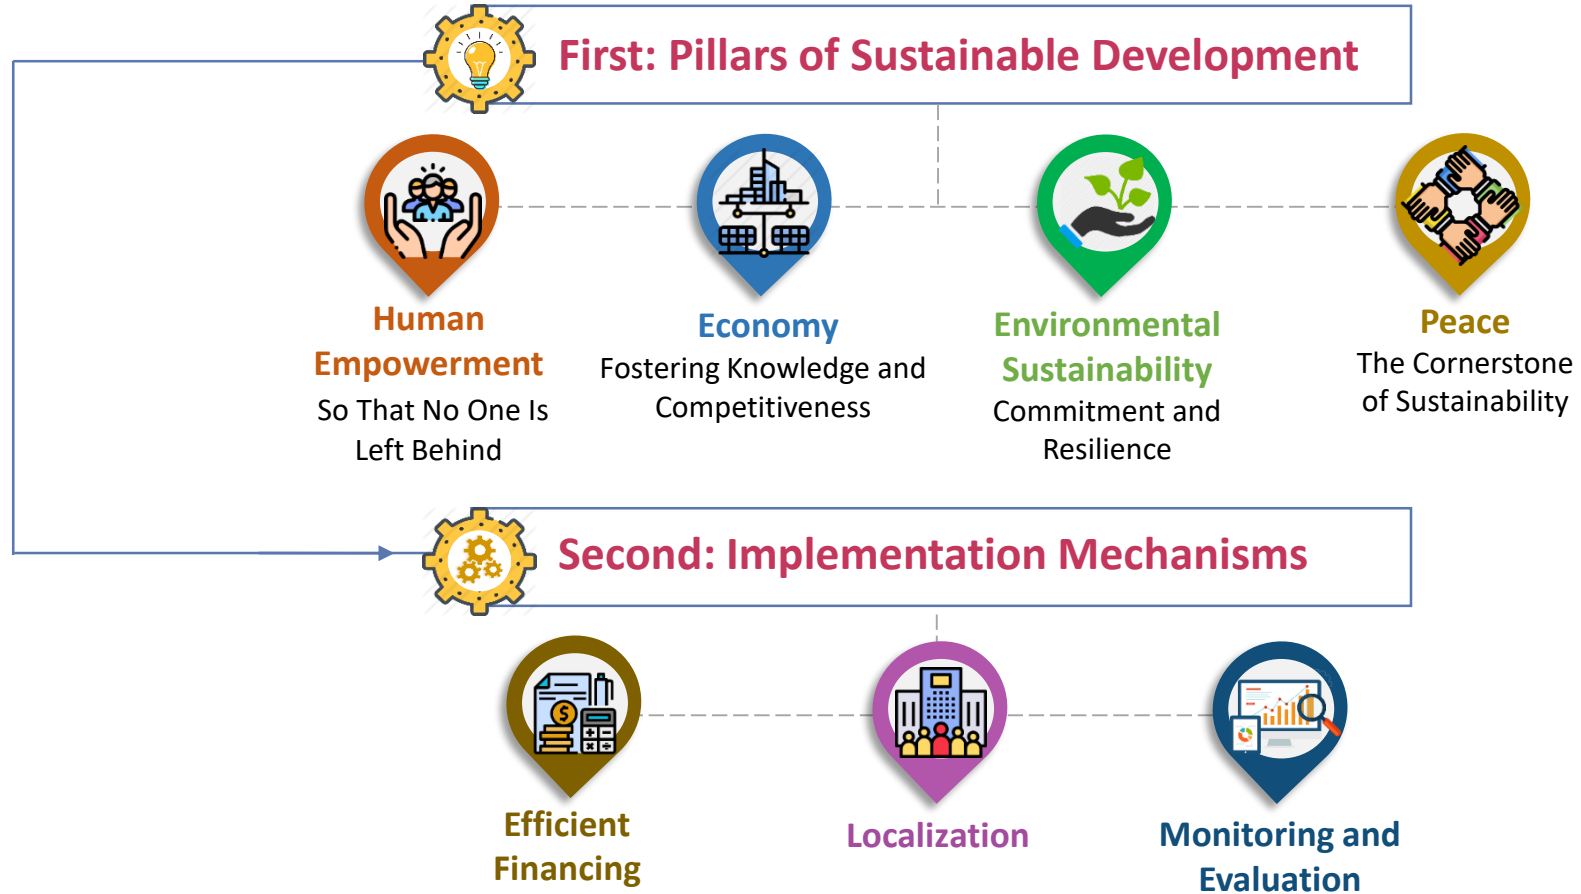 First: Pillars of Sustainable Development
Human
Empowerment
So That No One Is
Left Behind
Economy
Fostering Knowledge and
Competitiveness
Environmental
Sustainability
Commitment and
Resilience
Peace
The Cornerstone
of Sustainability
Second: Implementation Mechanisms
Efficient
Financing
Localization
Monitoring and
Evaluation